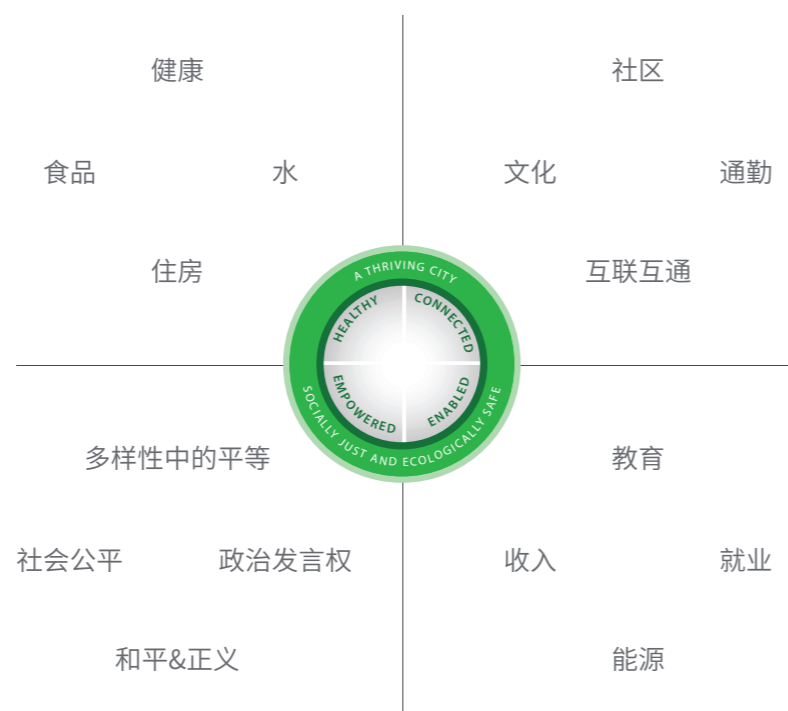 健康
社区
食品
水
文化
通勤
住房
互联互通
A THRIVING CITY
HEALTHY
CONNECTED
EMPOWERED
ENABLED
SOCIALLY JUST AND ECOLOGICALLY SAFE
多样性中的平等
教育
社会公平
政治发言权
收入
就业
和平&正义
能源